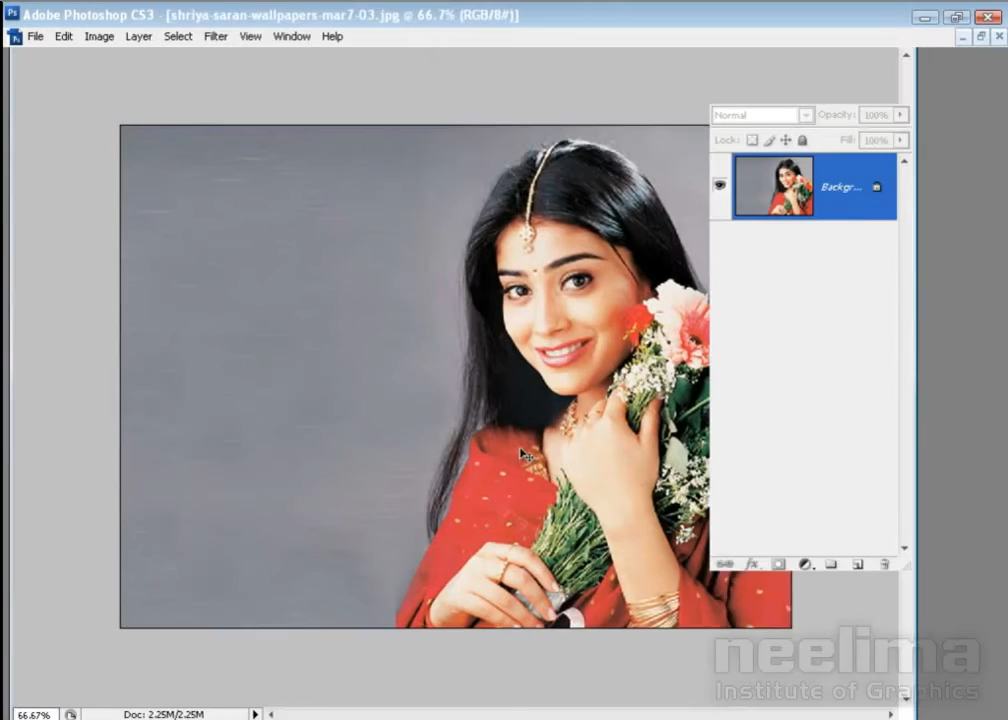 Adobe Photoshop CS3 - [shriya-saran-wallpapers-mar7-03.jpg @ 66.7% (RGB/8#)]
File Edit Image Layer Select Filter View Window Help
Normal Opacity: 100%
Lock: Fill: 100%
Backgr...
neelima
Institute of Graphics
66.67% Doc: 2.25M/2.25M